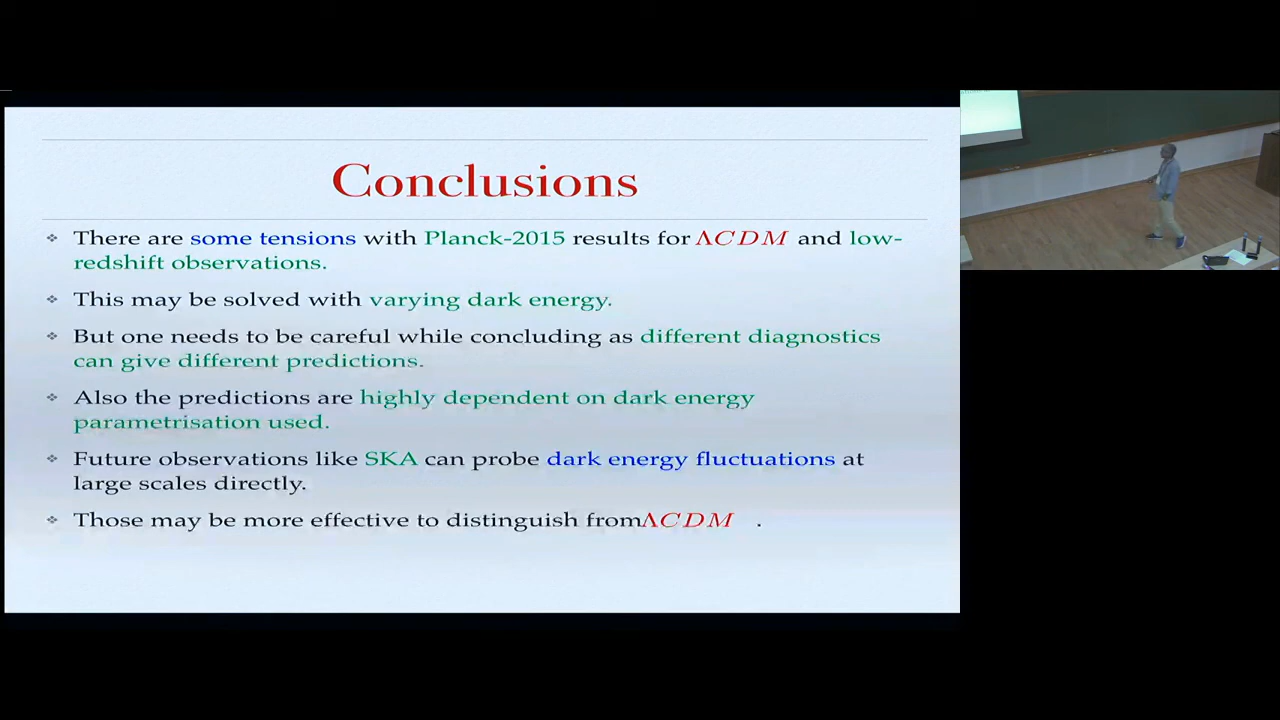 Conclusions
There are some tensions with Planck-2015 results for ΛCDM and low-
redshift observations.
This may be solved with varying dark energy.
But one needs to be careful while concluding as different diagnostics
can give different predictions.
Also the predictions are highly dependent on dark energy
parametrisation used.
Future observations like SKA can probe dark energy fluctuations at
large scales directly.
Those may be more effective to distinguish from ΛCDM .